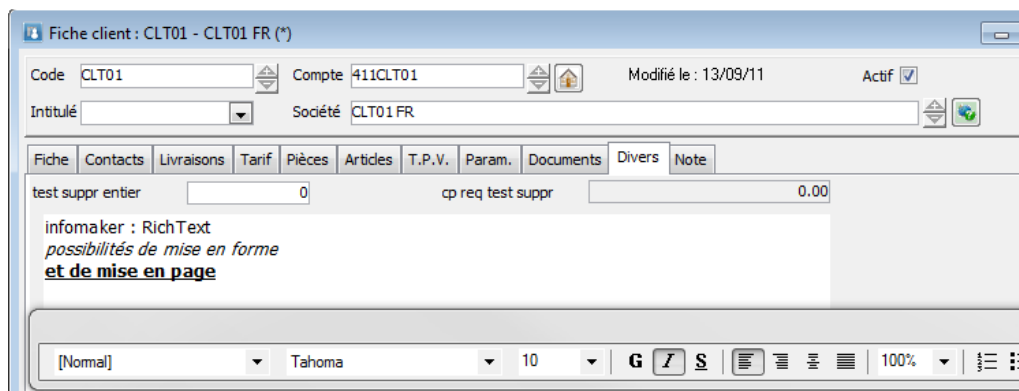 Fiche client : CLT01 - CLT01 FR (*)
Code CLT01 Compte 411CLT01 Modifié le : 13/09/11 Actif
Intitulé Société CLT01 FR
Fiche Contacts Livraisons Tarif Pièces Articles T.P.V. Param. Documents Divers Note
test suppr entier 0 cp req test suppr 0.00
infomaker : RichText
possibilités de mise en forme
et de mise en page
[Normal] Tahoma 10 G I S 100%